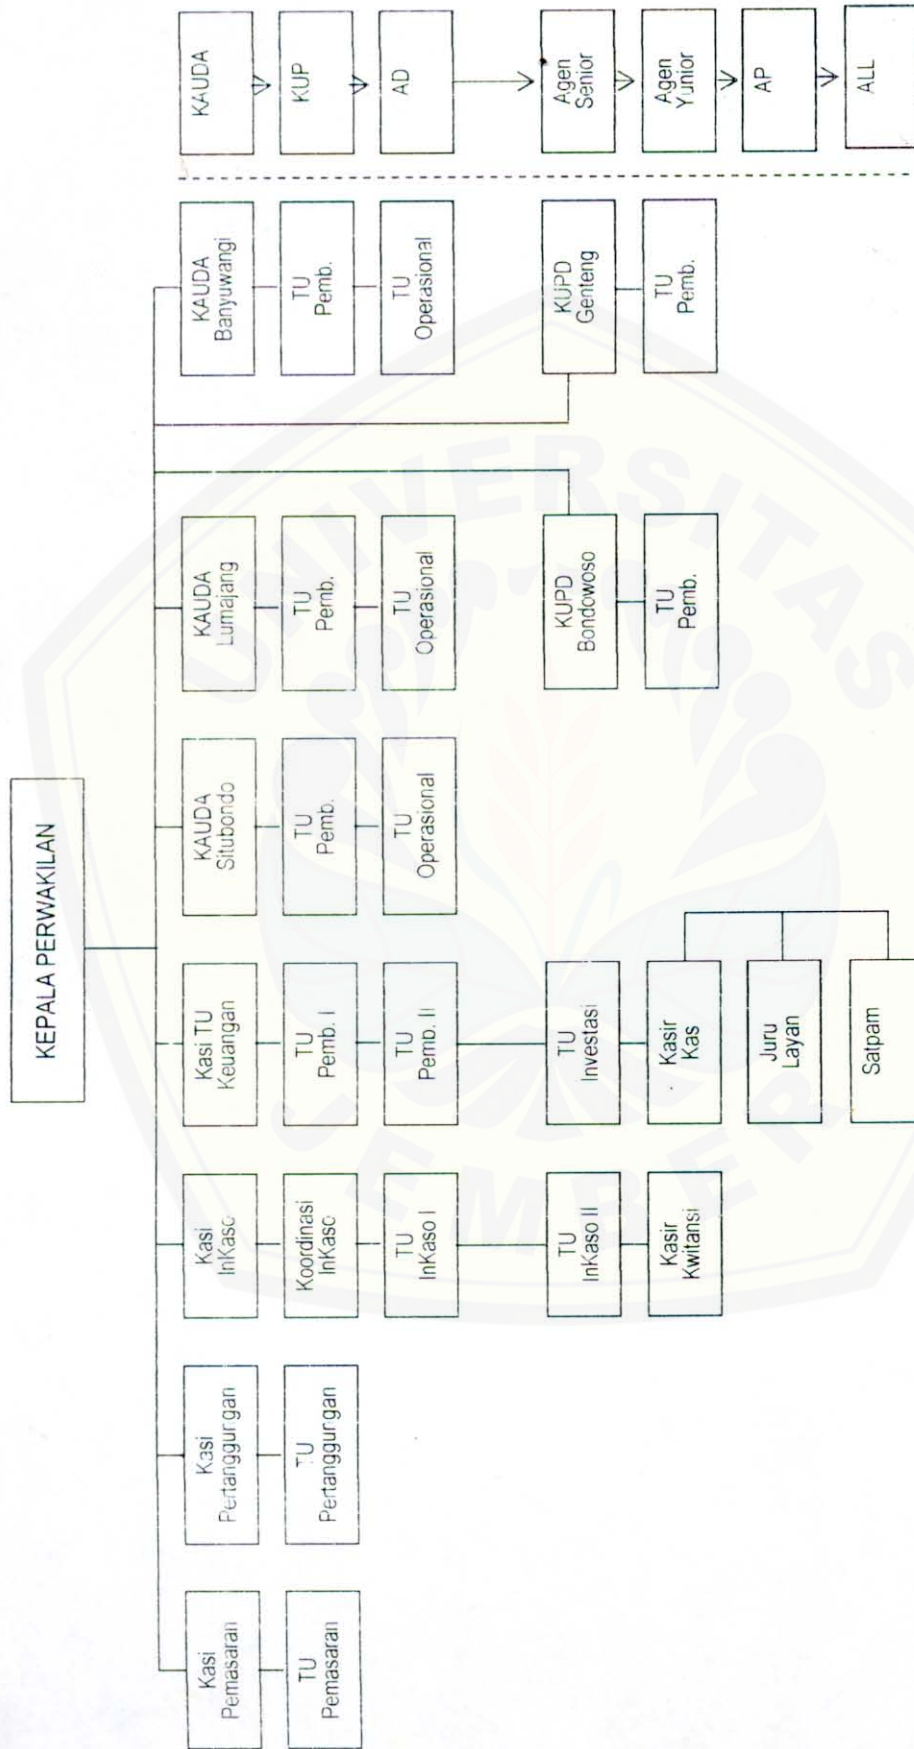 KEPALA PERWAKILAN
Kasi
Pemasaran
TU
Pemasaran
Kasi
Pertanggungan
TU
Pertanggungan
Kasi
InKaso
Koordinasi
InKaso
TU
InKaso I
TU
InKaso II
Kasir
Kwitansi
Kasi TU
Keuangan
TU
Pemb. I
TU
Pemb. II
TU
Investasi
Kasir
Kas
Juru
Layan
Satpam
KAUDA
Situbondo
TU
Pemb.
TU
Operasional
KAUDA
Lumajang
TU
Pemb.
TU
Operasional
KUPD
Bondowoso
TU
Pemb.
KAUDA
Banyuwangi
TU
Pemb.
TU
Operasional
KUPD
Genteng
TU
Pemb.
KAUDA
KUP
AD
Agen
Senior
Agen
Yunior
AP
ALL
UNIVERSITAS
JEMBER